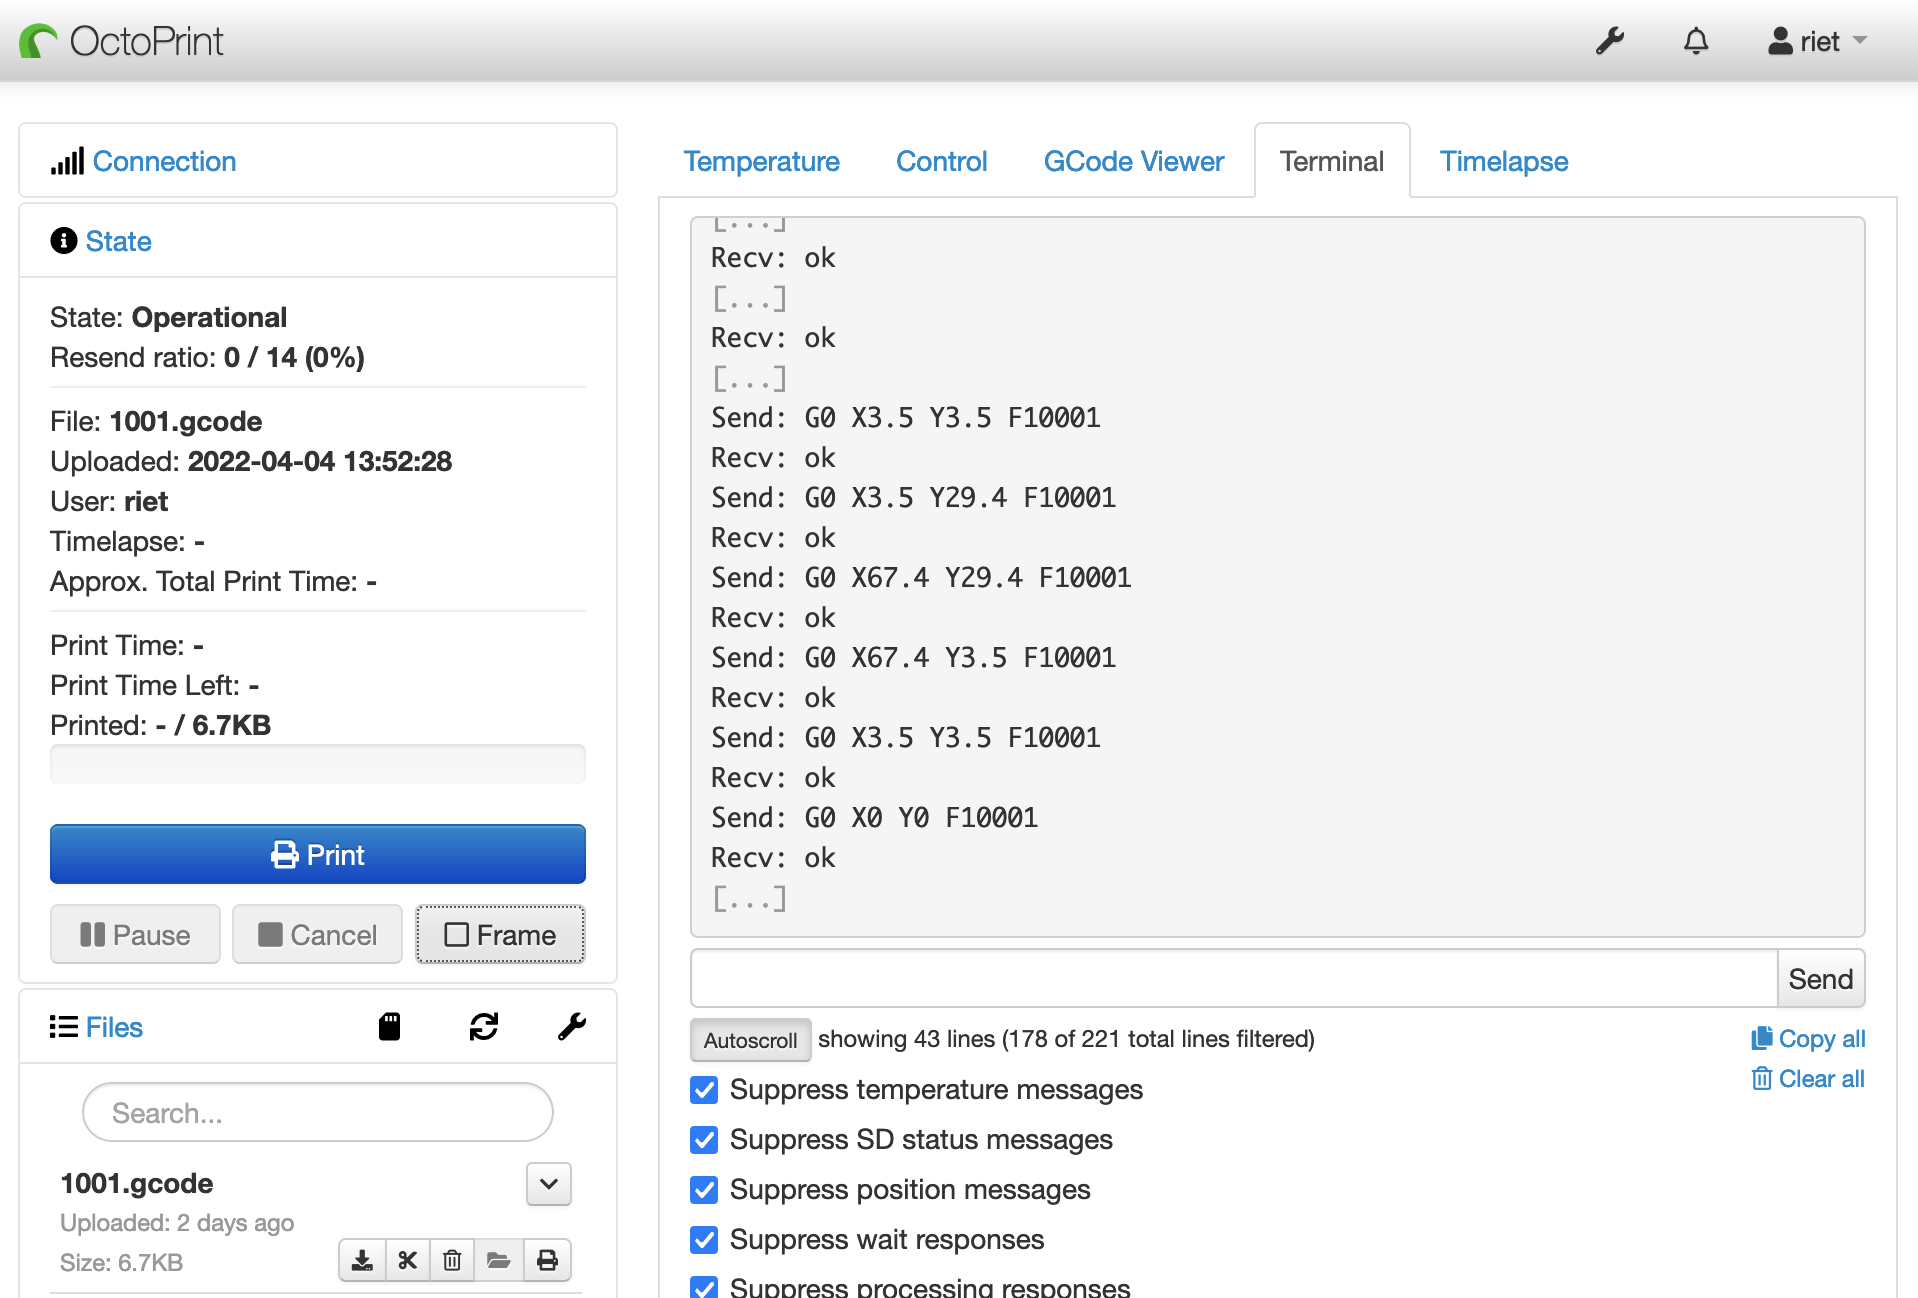 OctoPrint
riet
Connection
State
State: Operational
Resend ratio: 0 / 14 (0%)
File: 1001.gcode
Uploaded: 2022-04-04 13:52:28
User: riet
Timelapse: -
Approx. Total Print Time: -
Print Time: -
Print Time Left: -
Printed: - / 6.7KB
Print
Pause
Cancel
Frame
Files
Search...
1001.gcode
Uploaded: 2 days ago
Size: 6.7KB
Temperature
Control
GCode Viewer
Terminal
Timelapse
[...]
Recv: ok
[...]
Recv: ok
[...]
Send: G0 X3.5 Y3.5 F10001
Recv: ok
Send: G0 X3.5 Y29.4 F10001
Recv: ok
Send: G0 X67.4 Y29.4 F10001
Recv: ok
Send: G0 X67.4 Y3.5 F10001
Recv: ok
Send: G0 X3.5 Y3.5 F10001
Recv: ok
Send: G0 X0 Y0 F10001
Recv: ok
[...]
Send
Autoscroll showing 43 lines (178 of 221 total lines filtered)
Copy all
Clear all
Suppress temperature messages
Suppress SD status messages
Suppress position messages
Suppress wait responses
Suppress processing responses